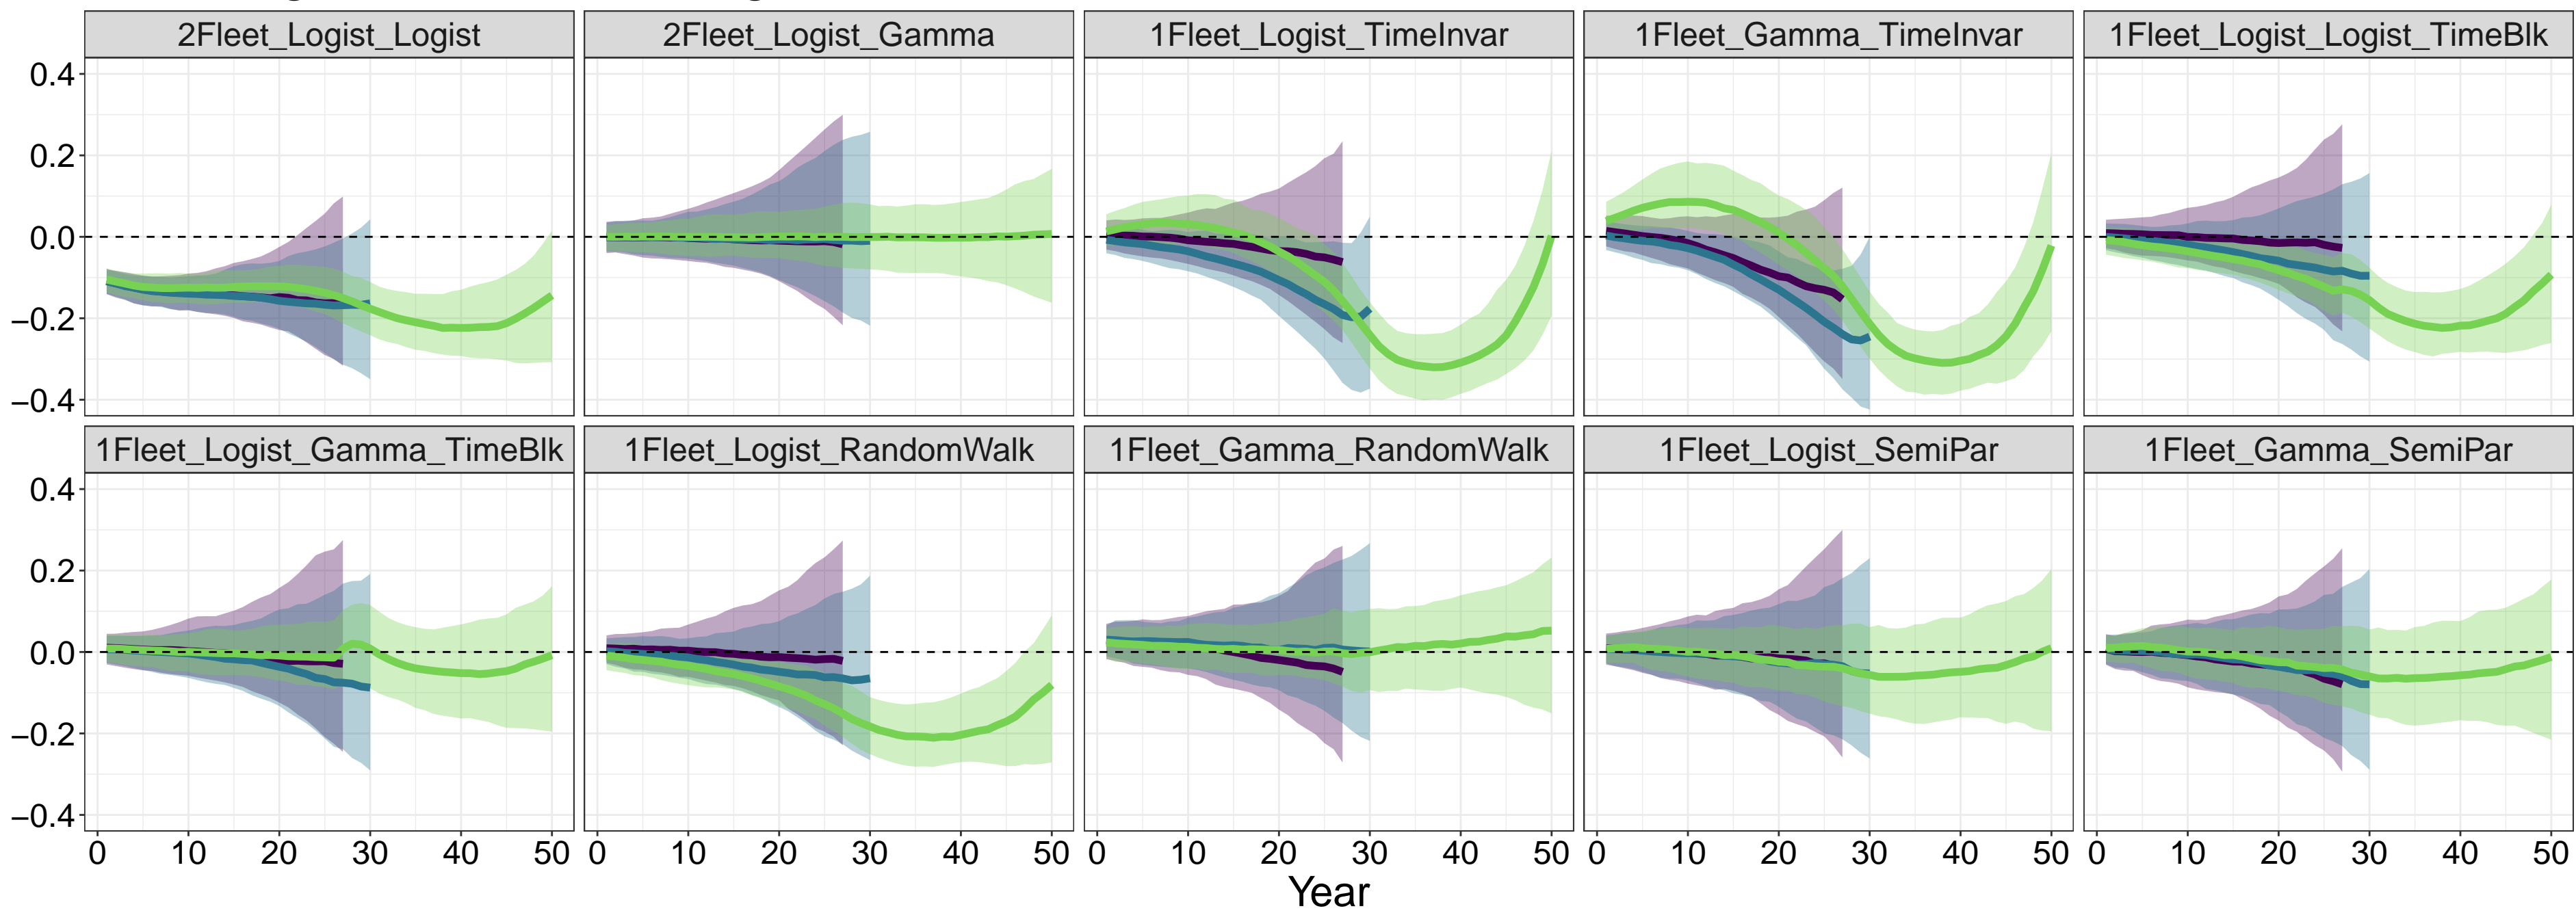 2Fleet_Logist_Logist
2Fleet_Logist_Gamma
1Fleet_Logist_TimeInvar
1Fleet_Gamma_TimeInvar
1Fleet_Logist_Logist_TimeBlk
0.4
0.2
0.0
−0.2
−0.4
1Fleet_Logist_Gamma_TimeBlk
1Fleet_Logist_RandomWalk
1Fleet_Gamma_RandomWalk
1Fleet_Logist_SemiPar
1Fleet_Gamma_SemiPar
0.4
0.2
0.0
−0.2
−0.4
0 10 20 30 40 50
0 10 20 30 40 50
0 10 20 30 40 50
0 10 20 30 40 50
0 10 20 30 40 50
Year